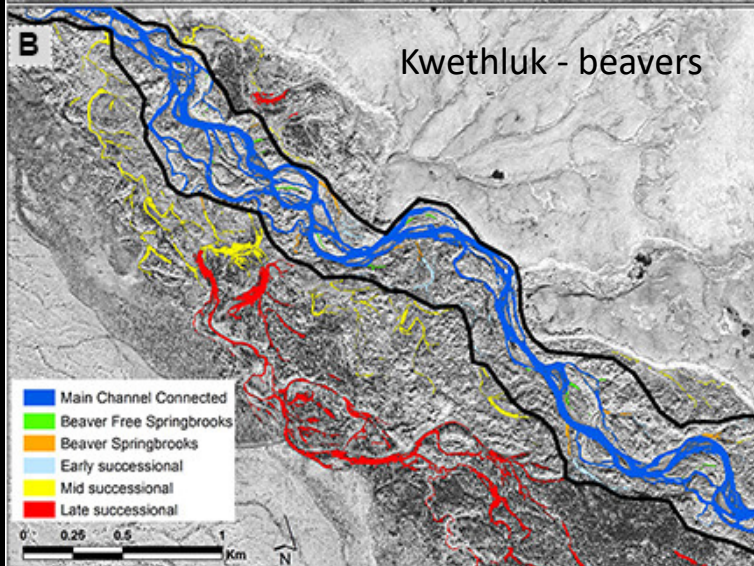 B
Kwethluk - beavers
Main Channel Connected
Beaver Free Springbrooks
Beaver Springbrooks
Early successional
Mid successional
Late successional
0 0.25 0.5 1
Km
N